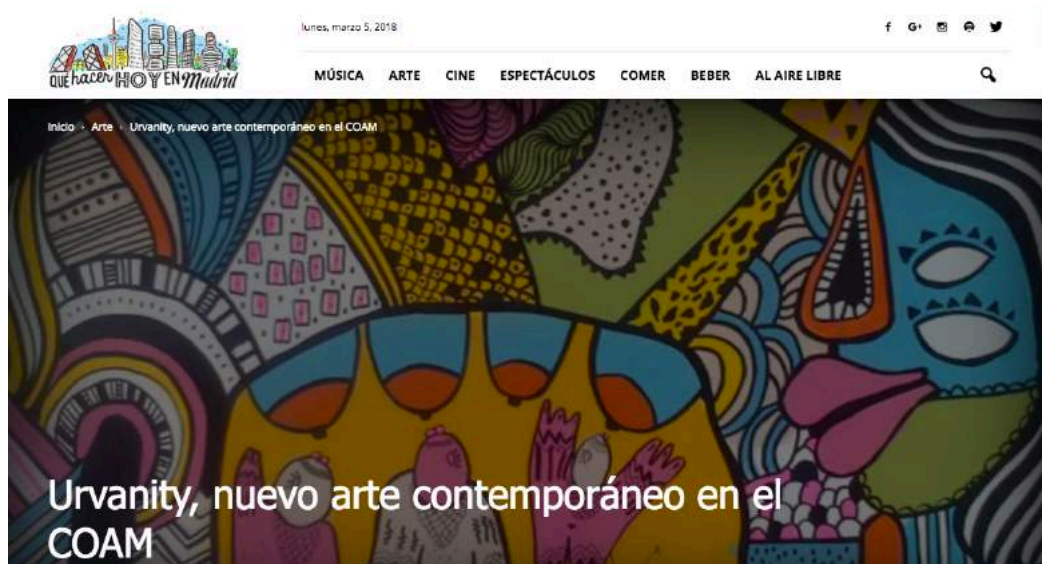 QUÉ hacer HOY EN Madrid
lunes, marzo 5, 2018
MÚSICA ARTE CINE ESPECTÁCULOS COMER BEBER AL AIRE LIBRE
Inicio › Arte › Urvanity, nuevo arte contemporáneo en el COAM
Urvanity, nuevo arte contemporáneo en el
COAM